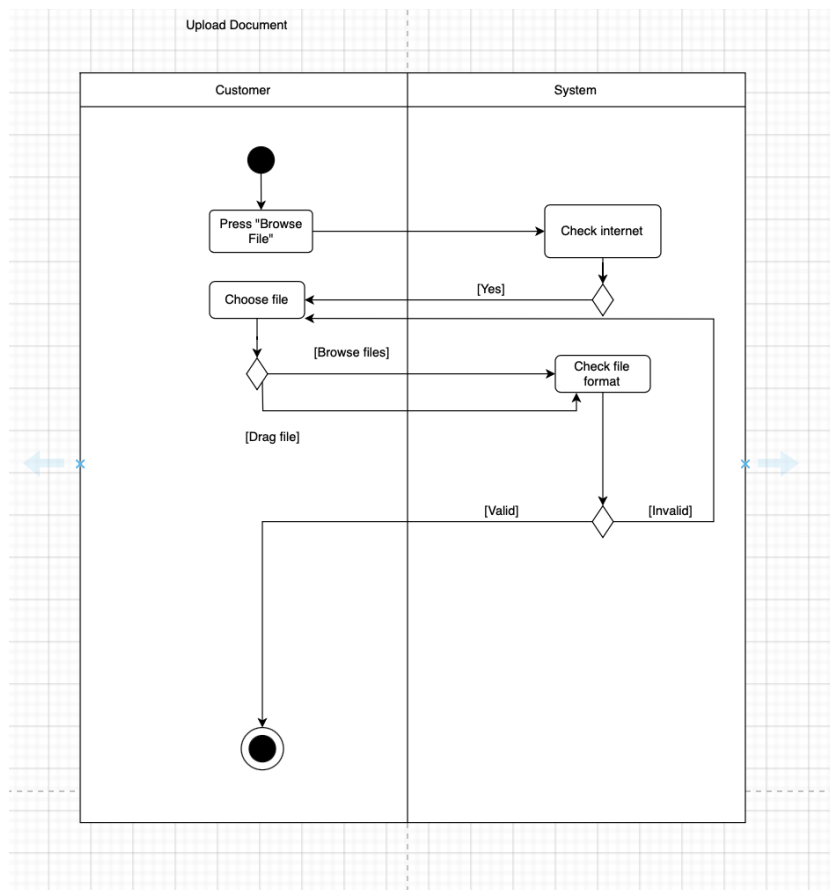 Upload Document
Customer
System
Press "Browse
File"
Check internet
[Yes]
Choose file
[Browse files]
Check file
format
[Drag file]
[Valid]
[Invalid]